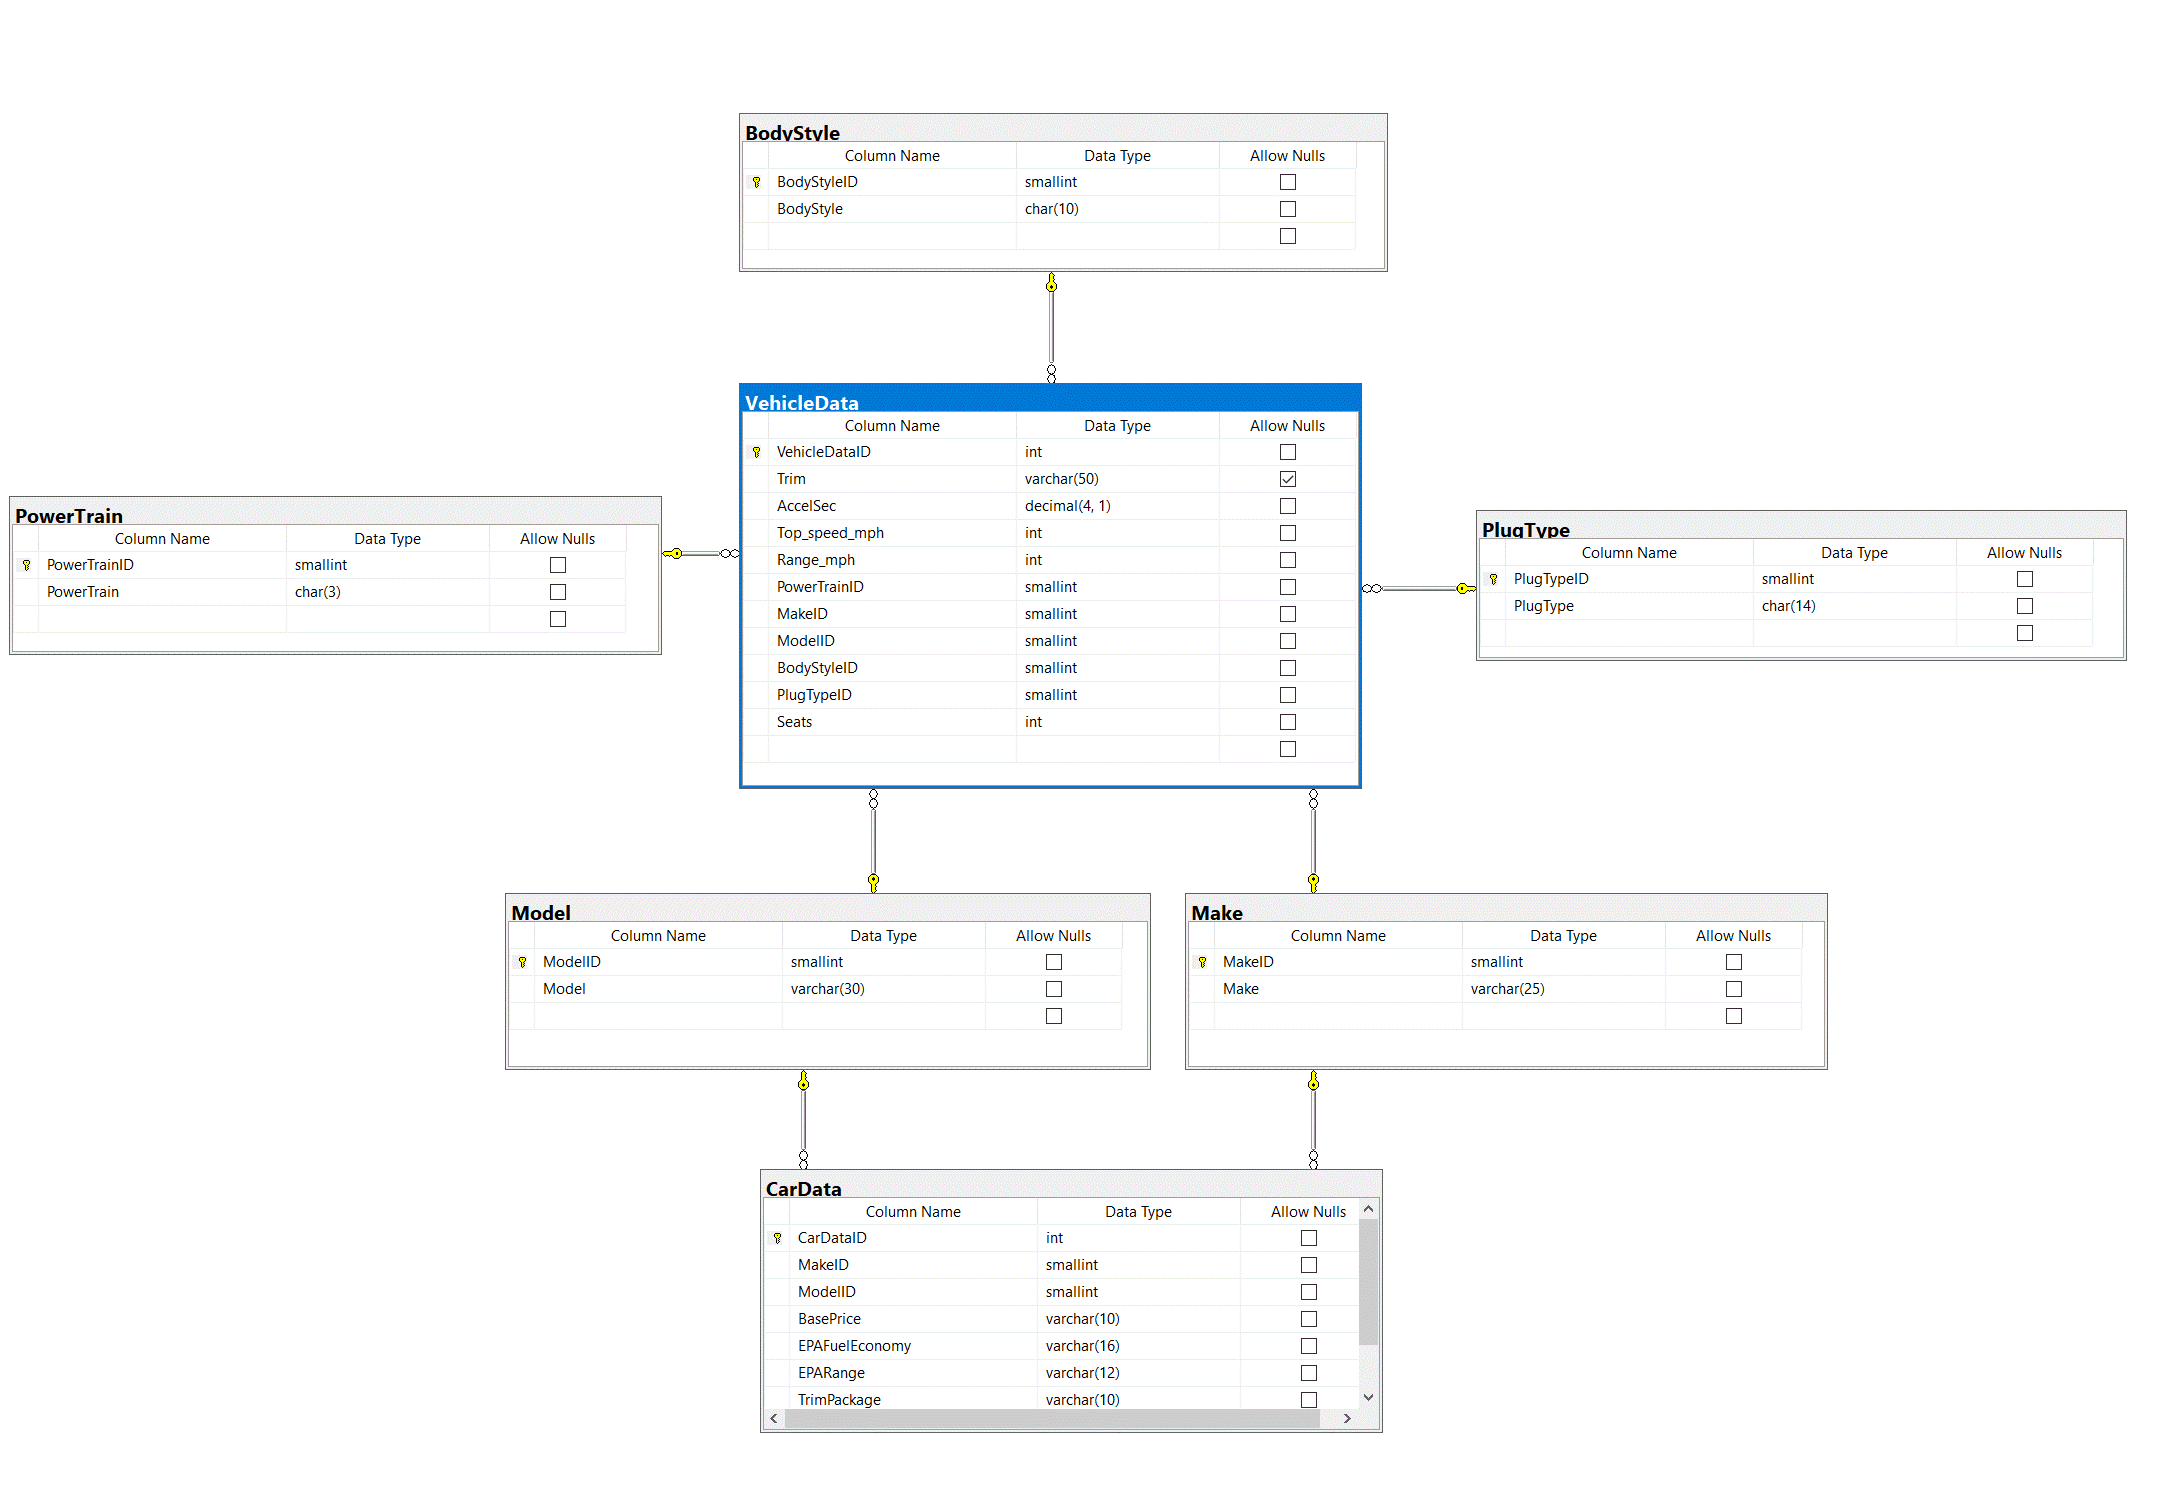 BodyStyle
Column Name Data Type Allow Nulls
BodyStyleID smallint
BodyStyle char(10)
VehicleData
Column Name Data Type Allow Nulls
VehicleDataID int
Trim varchar(50)
AccelSec decimal(4, 1)
Top_speed_mph int
Range_mph int
PowerTrainID smallint
MakeID smallint
ModelID smallint
BodyStyleID smallint
PlugTypeID smallint
Seats int
PowerTrain
Column Name Data Type Allow Nulls
PowerTrainID smallint
PowerTrain char(3)
PlugType
Column Name Data Type Allow Nulls
PlugTypeID smallint
PlugType char(14)
Model
Column Name Data Type Allow Nulls
ModelID smallint
Model varchar(30)
Make
Column Name Data Type Allow Nulls
MakeID smallint
Make varchar(25)
CarData
Column Name Data Type Allow Nulls
CarDataID int
MakeID smallint
ModelID smallint
BasePrice varchar(10)
EPAFuelEconomy varchar(16)
EPARange varchar(12)
TrimPackage varchar(10)